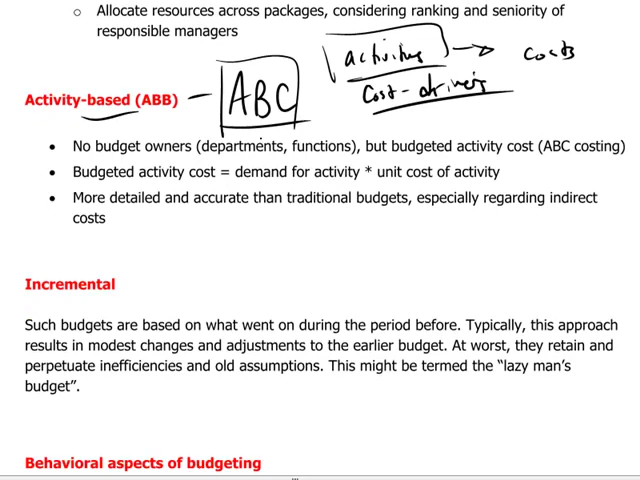 o Allocate resources across packages, considering ranking and seniority of
responsible managers
activities → costs
cost-drivers
Activity-based (ABB) – ABC
• No budget owners (departments, functions), but budgeted activity cost (ABC costing)
• Budgeted activity cost = demand for activity * unit cost of activity
• More detailed and accurate than traditional budgets, especially regarding indirect
costs
Incremental
Such budgets are based on what went on during the period before. Typically, this approach
results in modest changes and adjustments to the earlier budget. At worst, they retain and
perpetuate inefficiencies and old assumptions. This might be termed the “lazy man’s
budget”.
Behavioral aspects of budgeting